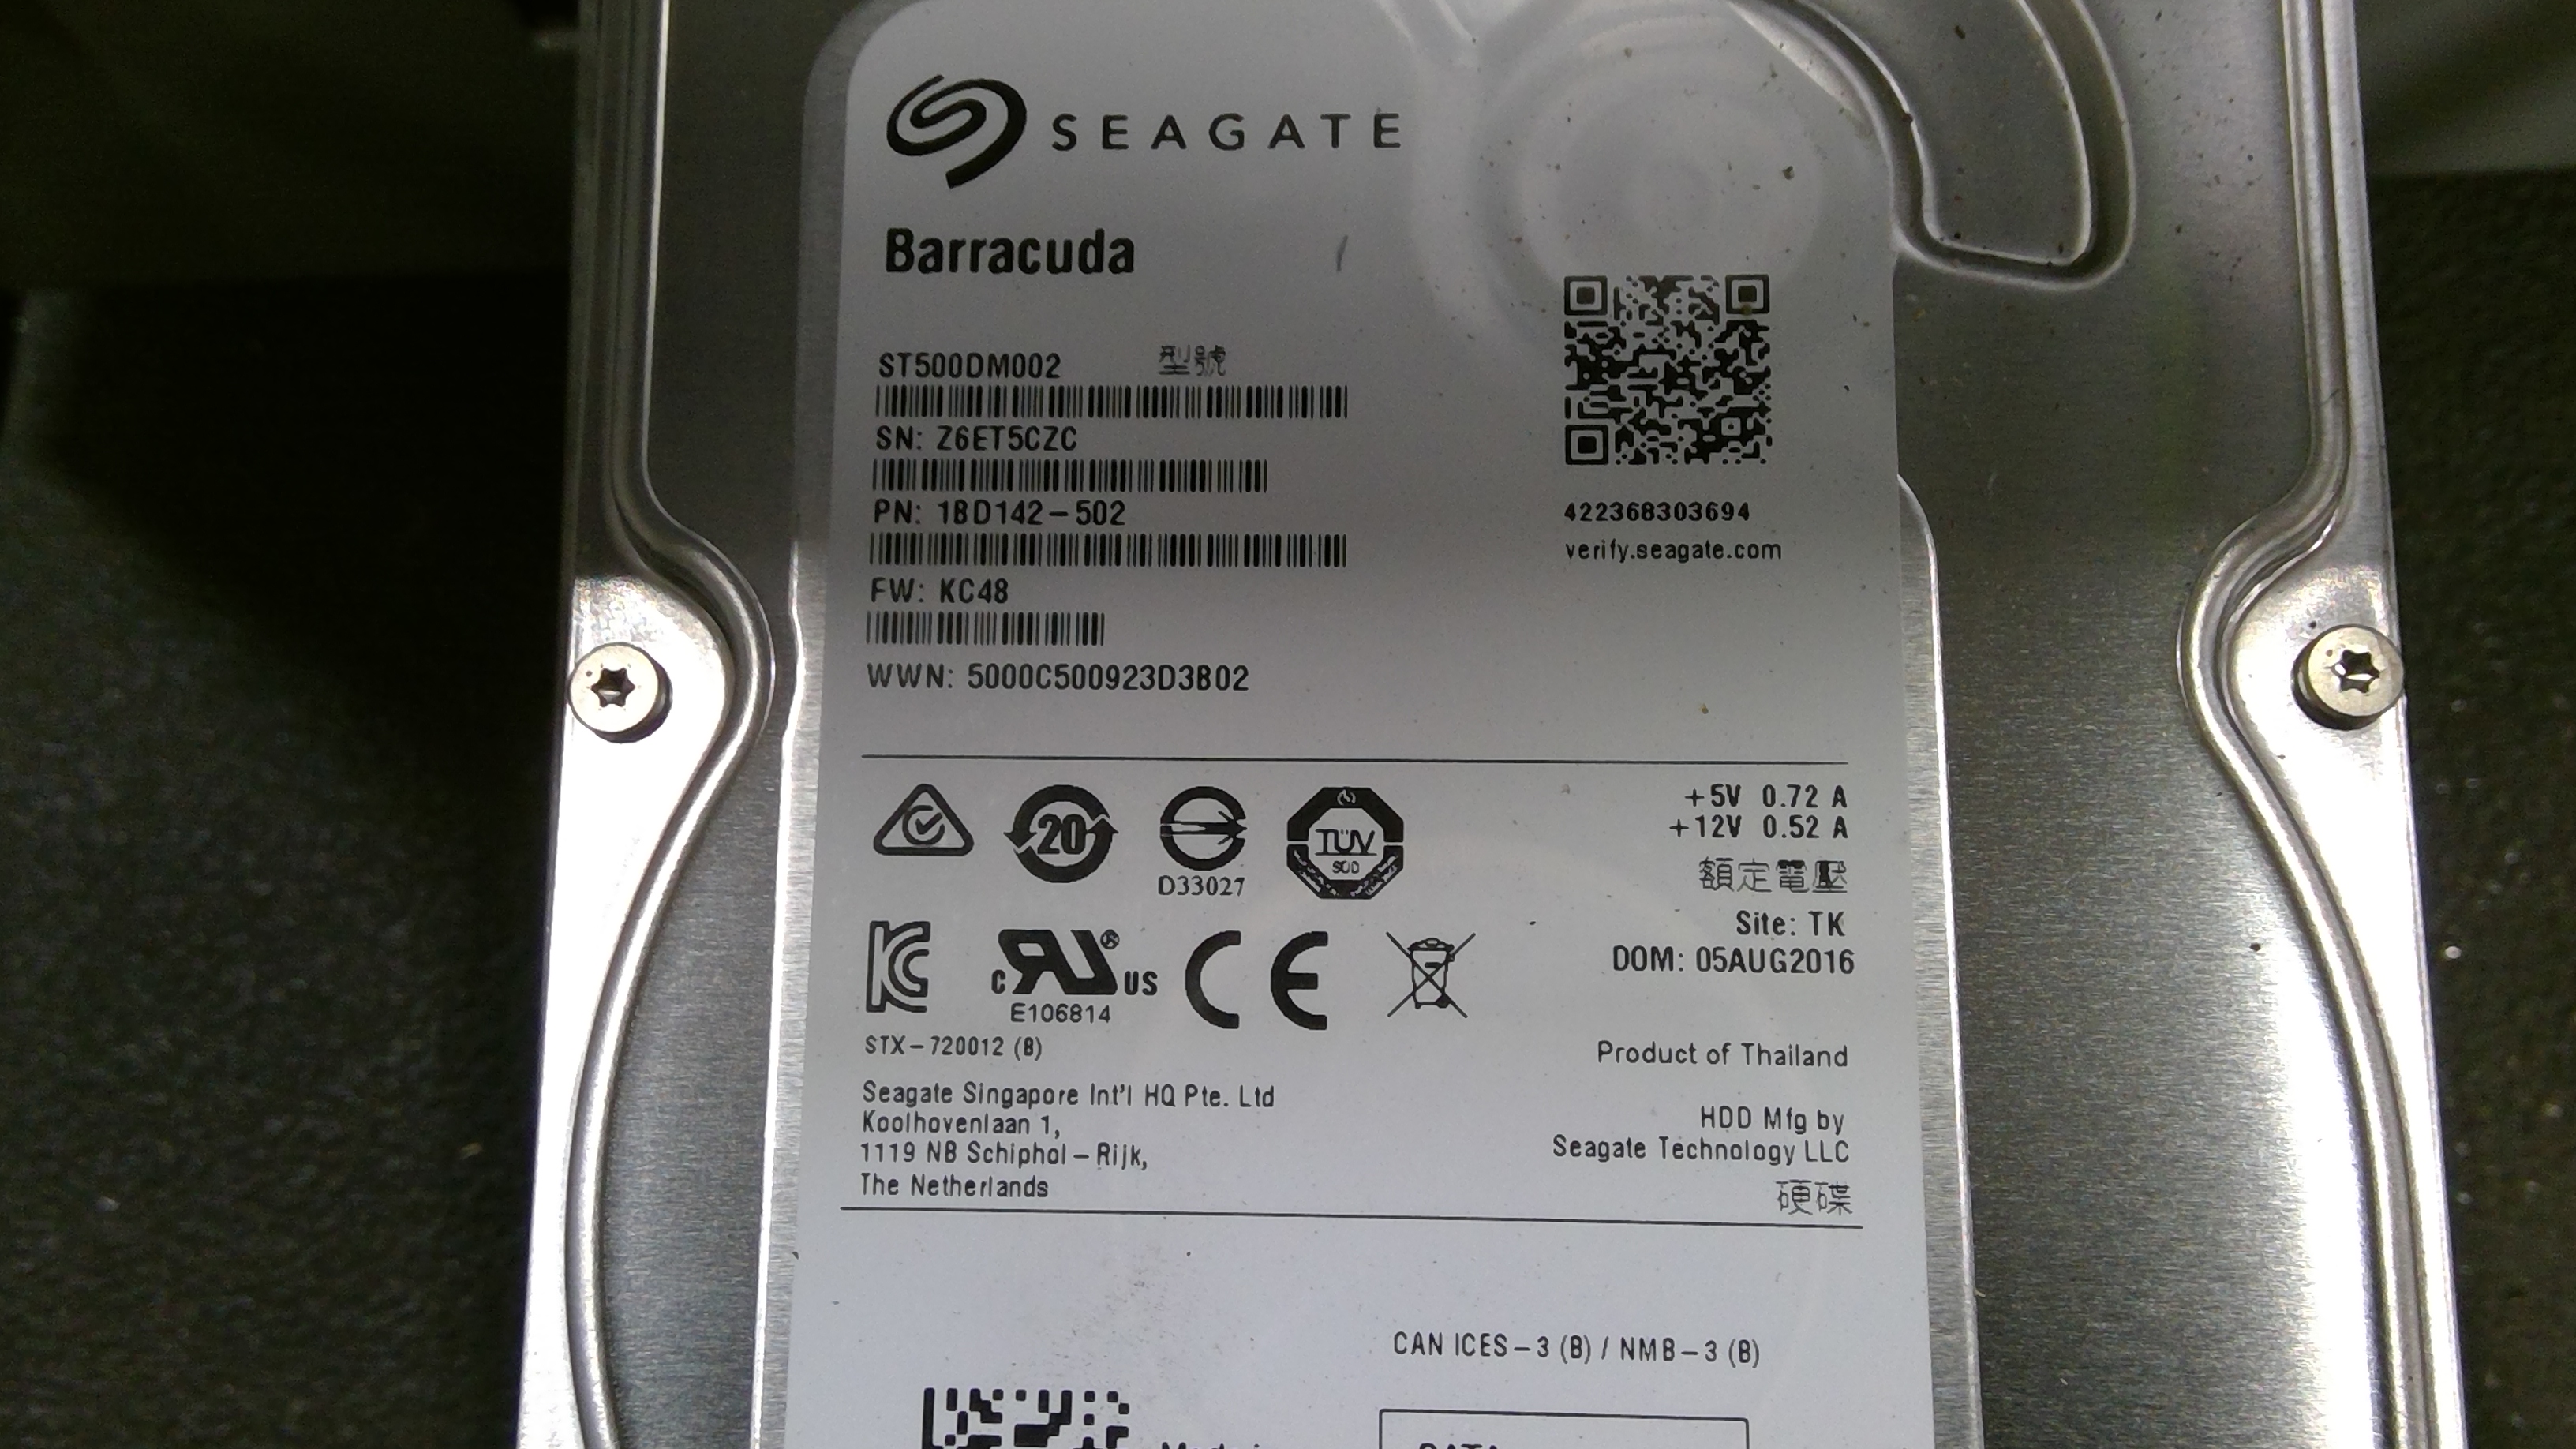 SEAGATE
Barracuda
ST500DM002 型號
SN: Z6ET5CZC
PN: 1BD142-502
FW: KC48
WWN: 5000C500923D3B02
422368303694
verify.seagate.com
20
D33027
TÜV
SÜD
+5V 0.72 A
+12V 0.52 A
額定電壓
Site: TK
DOM: 05AUG2016
KC
c RU ® US
E106814
CE
STX-720012 (B)
Seagate Singapore Int'l HQ Pte. Ltd
Koolhovenlaan 1,
1119 NB Schiphol-Rijk,
The Netherlands
Product of Thailand
HDD Mfg by
Seagate Technology LLC
硬碟
CAN ICES-3 (B) / NMB-3 (B)